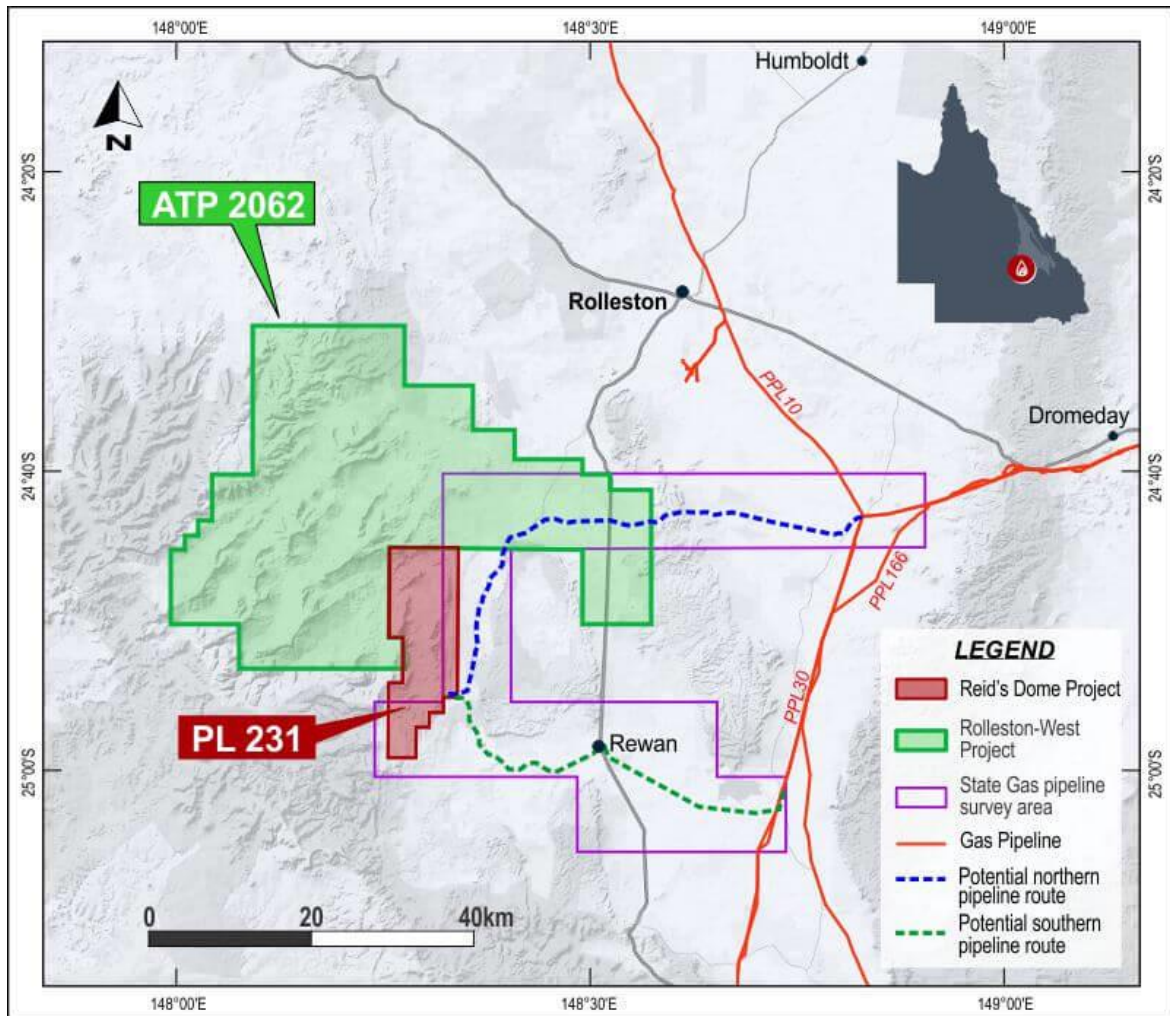 148°00'E
148°30'E
149°00'E
Humboldt
N
24°20'S
24°20'S
ATP 2062
Rolleston
PPL10
Dromeday
24°40'S
24°40'S
PPL166
LEGEND
Reid's Dome Project
PPL30
PL 231
Rolleston-West
Project
Rewan
25°00'S
25°00'S
State Gas pipeline
survey area
Gas Pipeline
Potential northern
pipeline route
0 20 40km
Potential southern
pipeline route
148°00'E
148°30'E
149°00'E